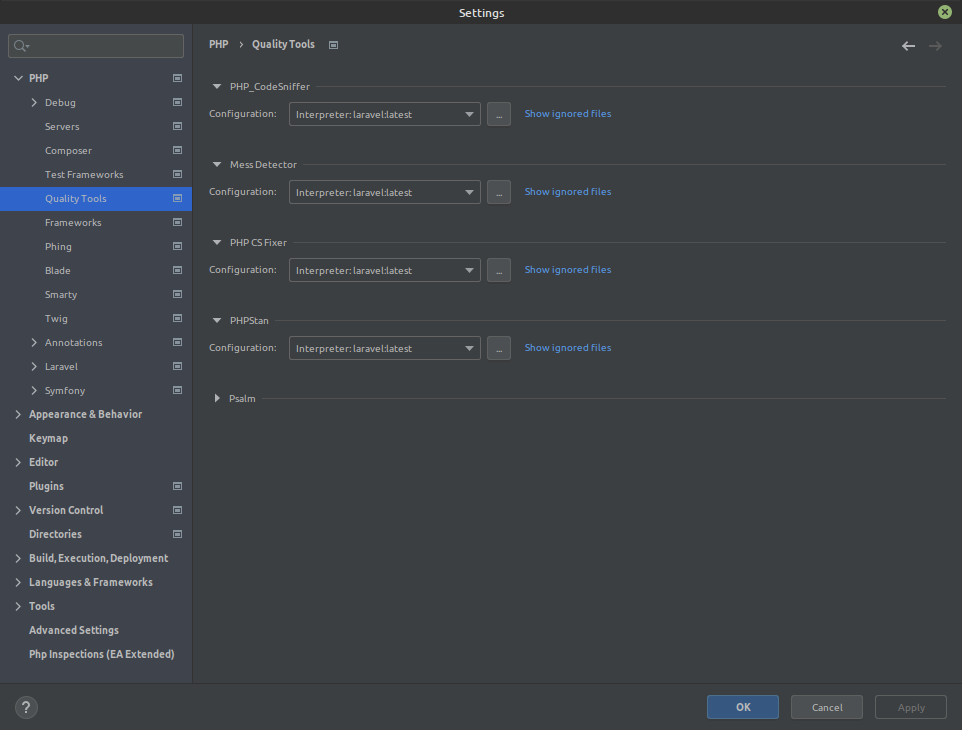 Settings
PHP
Debug
Servers
Composer
Test Frameworks
Quality Tools
Frameworks
Phing
Blade
Smarty
Twig
Annotations
Laravel
Symfony
Appearance & Behavior
Keymap
Editor
Plugins
Version Control
Directories
Build, Execution, Deployment
Languages & Frameworks
Tools
Advanced Settings
Php Inspections (EA Extended)
PHP › Quality Tools
PHP_CodeSniffer
Configuration: Interpreter: laravel:latest ... Show ignored files
Mess Detector
Configuration: Interpreter: laravel:latest ... Show ignored files
PHP CS Fixer
Configuration: Interpreter: laravel:latest ... Show ignored files
PHPStan
Configuration: Interpreter: laravel:latest ... Show ignored files
Psalm
? OK Cancel Apply